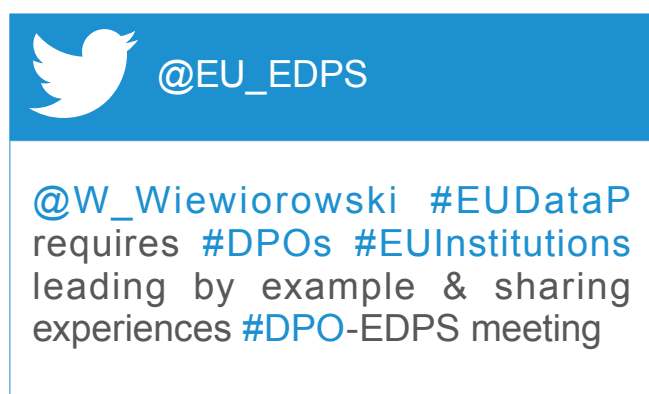 @EU_EDPS
@W_Wiewiorowski #EUDataP
requires #DPOs #EUInstitutions
leading by example & sharing
experiences #DPO-EDPS meeting